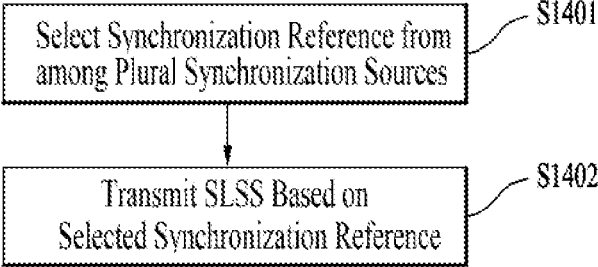 S1401
Select Synchronization Reference from
among Plural Synchronization Sources
S1402
Transmit SLSS Based on
Selected Synchronization Reference